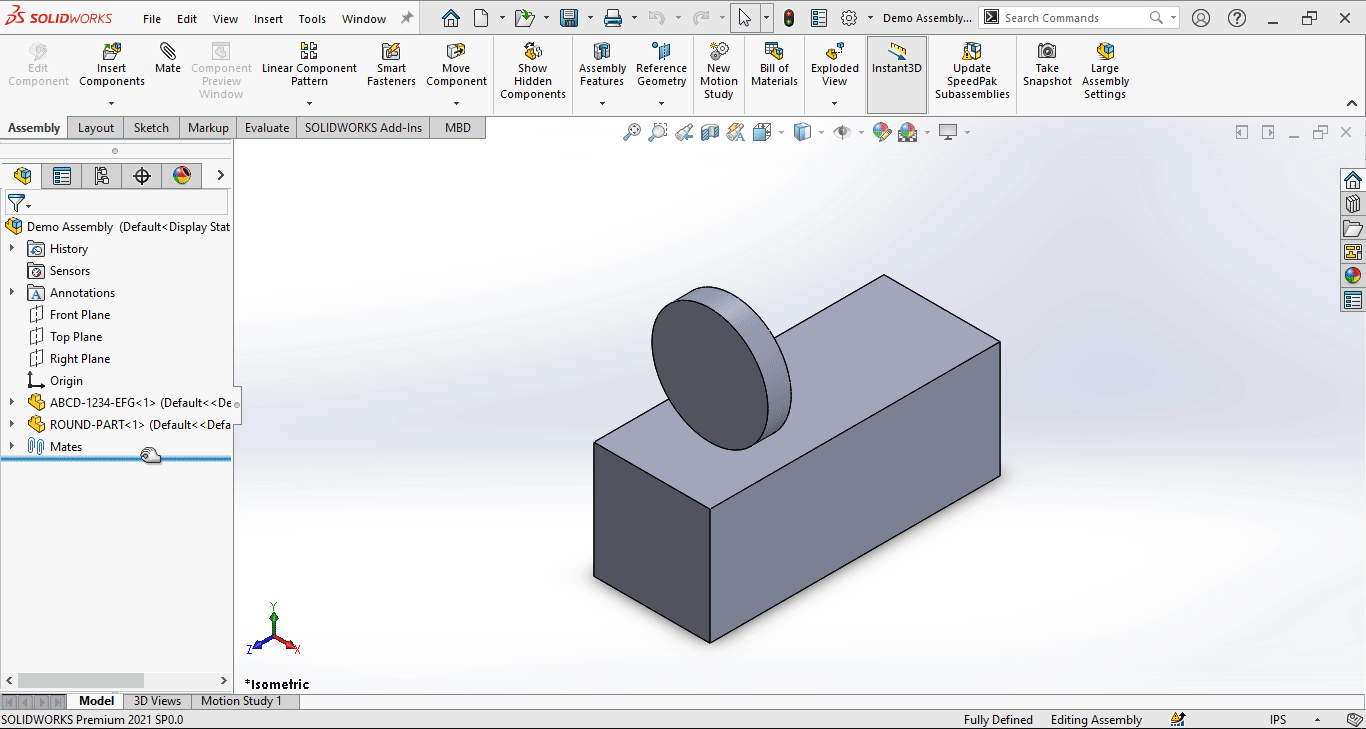 SOLIDWORKS File Edit View Insert Tools Window Demo Assembly... Search Commands
Edit Component
Insert Components
Mate
Component Preview Window
Linear Component Pattern
Smart Fasteners
Move Component
Show Hidden Components
Assembly Features
Reference Geometry
New Motion Study
Bill of Materials
Exploded View
Instant3D
Update SpeedPak Subassemblies
Take Snapshot
Large Assembly Settings
Assembly Layout Sketch Markup Evaluate SOLIDWORKS Add-Ins MBD
Demo Assembly (Default<Display Stat
History
Sensors
A Annotations
Front Plane
Top Plane
Right Plane
Origin
ABCD-1234-EFG<1> (Default<<De
ROUND-PART<1> (Default<<Defa
Mates
Y
Z X
*Isometric
Model 3D Views Motion Study 1
SOLIDWORKS Premium 2021 SP0.0 Fully Defined Editing Assembly IPS